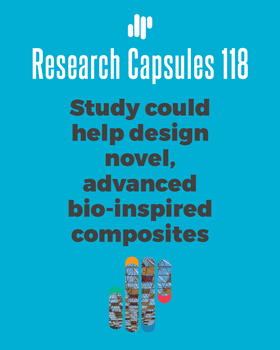 Research Capsules 118
Study could
help design
novel,
advanced
bio-inspired
composites